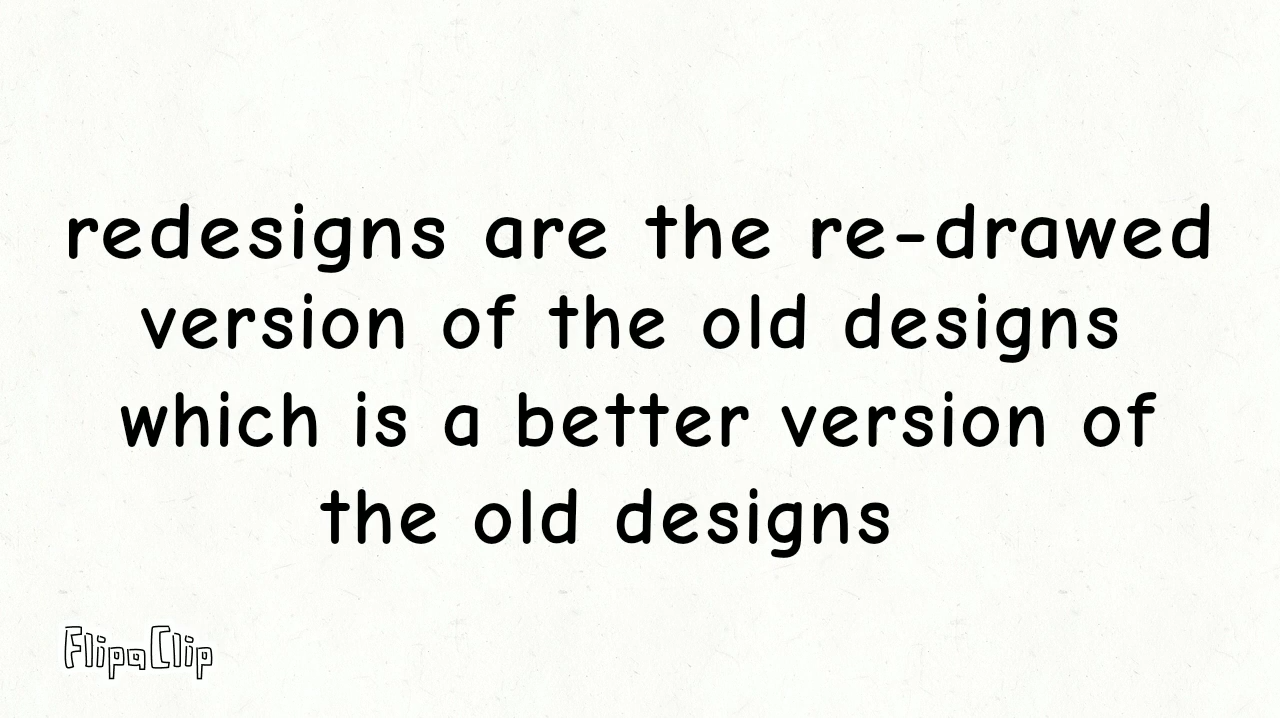 redesigns are the re-drawed
version of the old designs
which is a better version of
the old designs
FlipaClip